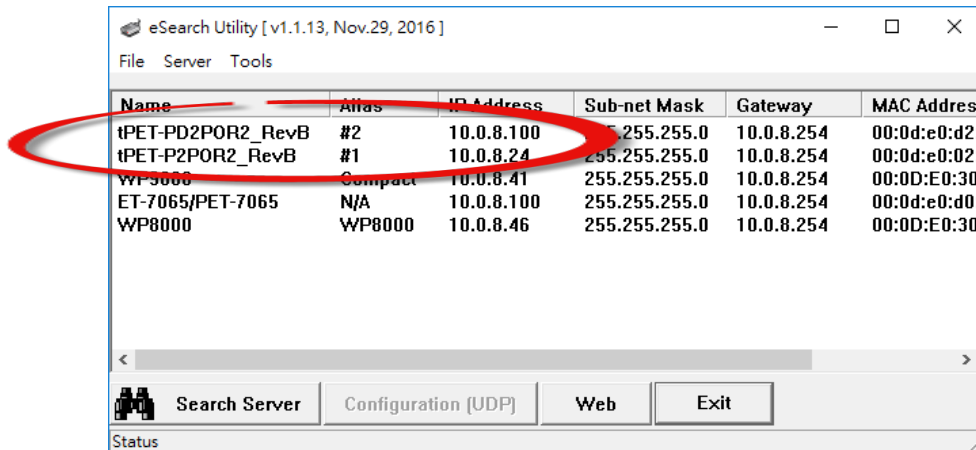 eSearch Utility [ v1.1.13, Nov.29, 2016 ]
File Server Tools
Name Alias IP Address Sub-net Mask Gateway MAC Addres
tPET-PD2POR2_RevB #2 10.0.8.100 255.255.255.0 10.0.8.254 00:0d:e0:d2
tPET-P2POR2_RevB #1 10.0.8.24 255.255.255.0 10.0.8.254 00:0d:e0:02
WP9000 Compact 10.0.8.41 255.255.255.0 10.0.8.254 00:0D:E0:30
ET-7065/PET-7065 N/A 10.0.8.100 255.255.255.0 10.0.8.254 00:0d:e0:d0
WP8000 WP8000 10.0.8.46 255.255.255.0 10.0.8.254 00:0D:E0:30
Search Server Configuration (UDP) Web Exit
Status